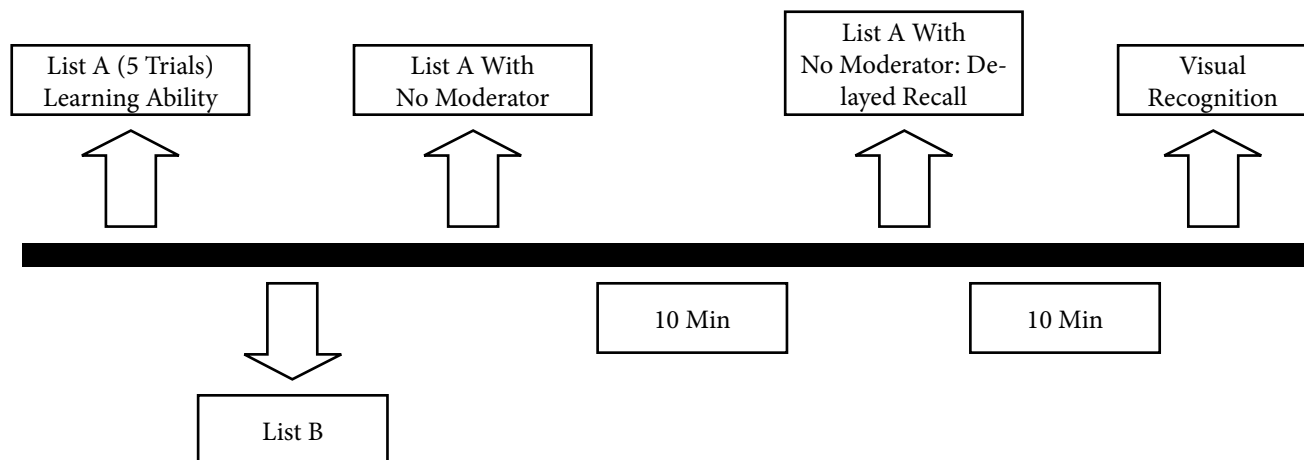 List A (5 Trials)
Learning Ability
List A With
No Moderator
List A With
No Moderator: De-
layed Recall
Visual
Recognition
10 Min
10 Min
List B